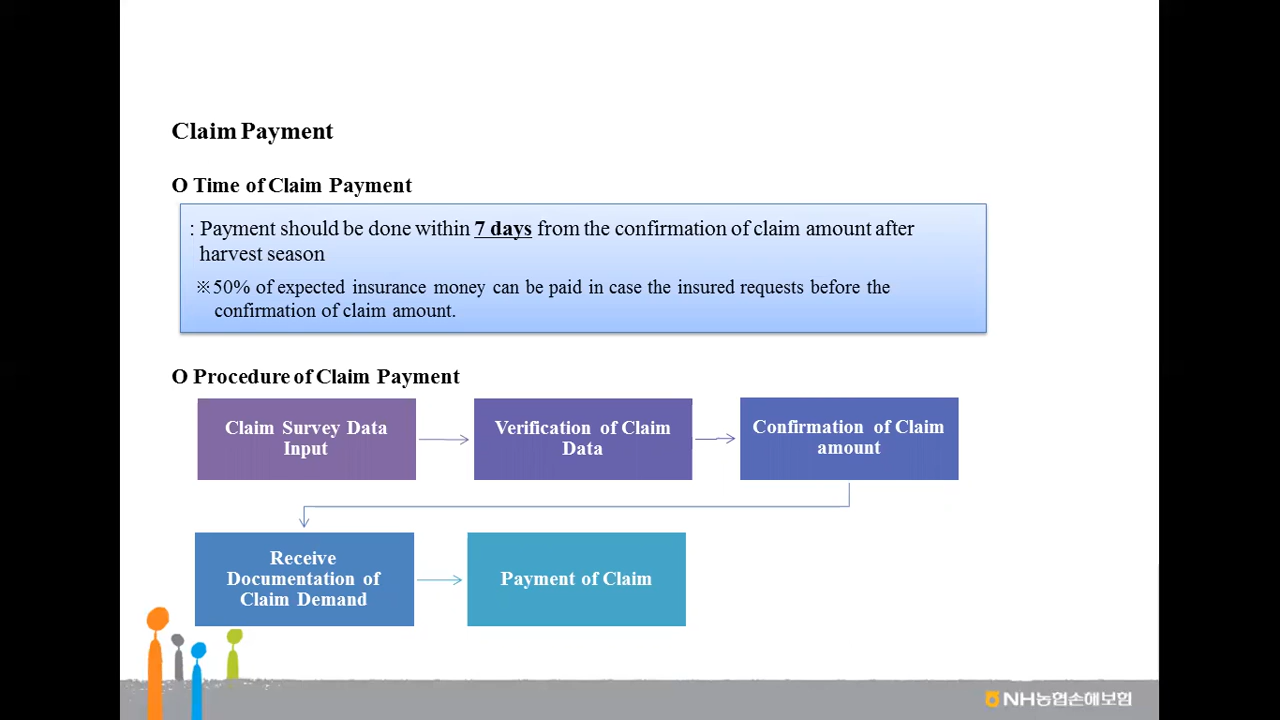 Claim Payment
O Time of Claim Payment
: Payment should be done within 7 days from the confirmation of claim amount after
harvest season
※50% of expected insurance money can be paid in case the insured requests before the
confirmation of claim amount.
O Procedure of Claim Payment
Claim Survey Data
Input
Verification of Claim
Data
Confirmation of Claim
amount
Receive
Documentation of
Claim Demand
Payment of Claim
NH농협손해보험